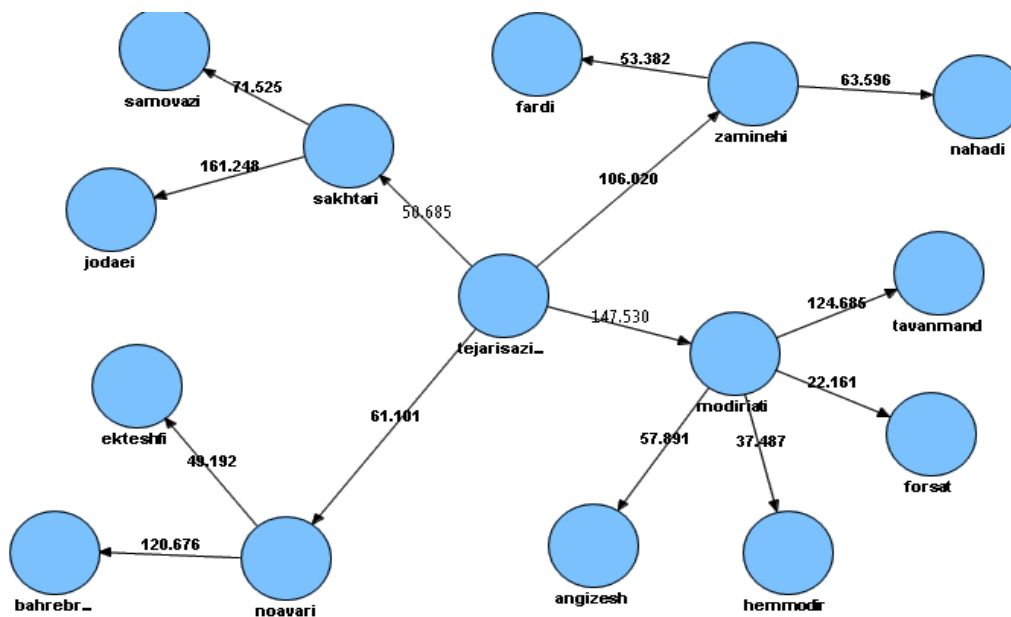 samovazi
71.525
sakhtari
161.248
jodaei
50.685
fardi
53.382
zaminehi
63.596
nahadi
106.020
tejarisazi...
147.530
modiriati
124.685
tavanmand
22.161
forsat
57.891
angizesh
37.487
hemmodir
61.101
noavari
49.192
ekteshfi
120.676
bahrebr...